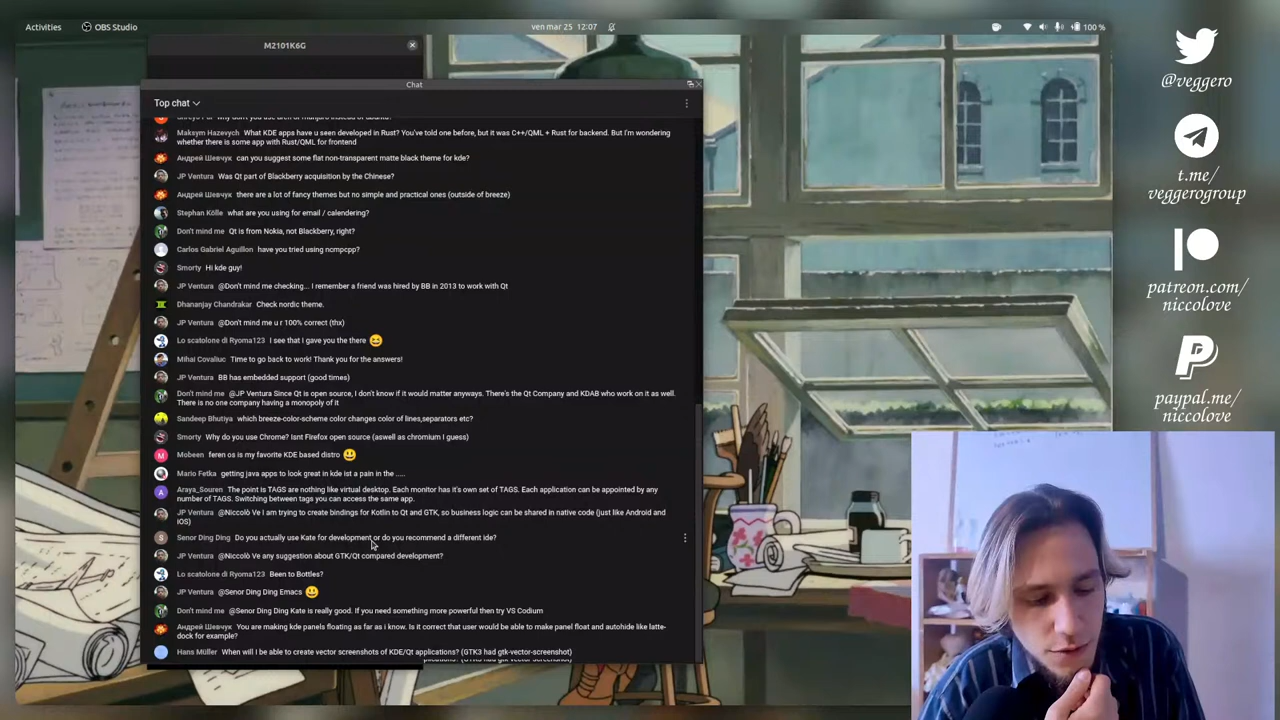 Activities
OBS Studio
ven mar 25 12:07
100 %
M2101K6G
Chat
Top chat
Maksym Hazevych What KDE apps have u seen developed in Rust? You've told one before, but it was C++/QML + Rust for backend. But I'm wondering
whether there is some app with Rust/QML for frontend
Андрей Шевчук can you suggest some flat non-transparent matte black theme for kde?
JP Ventura Was Qt part of Blackberry acquisition by the Chinese?
Андрей Шевчук there are a lot of fancy themes but no simple and practical ones (outside of breeze)
Stephan Kölle what are you using for email / calendering?
Don't mind me Qt is from Nokia, not Blackberry, right?
Carlos Gabriel Aguillon have you tried using ncmpcpp?
Smorty Hi kde guy!
JP Ventura @Don't mind me checking... I remember a friend was hired by BB in 2013 to work with Qt
Dhananjay Chandrakar Check nordic theme.
JP Ventura @Don't mind me u r 100% correct (thx)
Lo scatolone di Ryoma123 I see that I gave you the there 😆
Mihai Covaliuc Time to go back to work! Thank you for the answers!
JP Ventura BB has embedded support (good times)
Don't mind me @JP Ventura Since Qt is open source, I don't know if it would matter anyways. There's the Qt Company and KDAB who work on it as well.
There is no one company having a monopoly of it
Sandeep Bhutiya which breeze-color-scheme color changes color of lines,separators etc?
Smorty Why do you use Chrome? Isnt Firefox open source (aswell as chromium I guess)
M
Mobeen feren os is my favorite KDE based distro 😃
Mario Fetka getting java apps to look great in kde ist a pain in the .....
A
Araya_Souren The point is TAGS are nothing like virtual desktop. Each monitor has it's own set of TAGS. Each application can be appointed by any
number of TAGS. Switching between tags you can access the same app.
JP Ventura @Niccolò Ve I am trying to create bindings for Kotlin to Qt and GTK, so business logic can be shared in native code (just like Android and
iOS)
S
Senor Ding Ding Do you actually use Kate for development or do you recommend a different ide?
JP Ventura @Niccolò Ve any suggestion about GTK/Qt compared development?
Lo scatolone di Ryoma123 Been to Bottles?
JP Ventura @Senor Ding Ding Emacs 😃
Don't mind me @Senor Ding Ding Kate is really good. If you need something more powerful then try VS Codium
Андрей Шевчук You are making kde panels floating as far as i know. Is it correct that user would be able to make panel float and autohide like latte-
dock for example?
Hans Müller When will I be able to create vector screenshots of KDE/Qt applications? (GTK3 had gtk-vector-screenshot)
@veggero
t.me/
veggerogroup
patreon.com/
niccolove
paypal.me/
niccolove